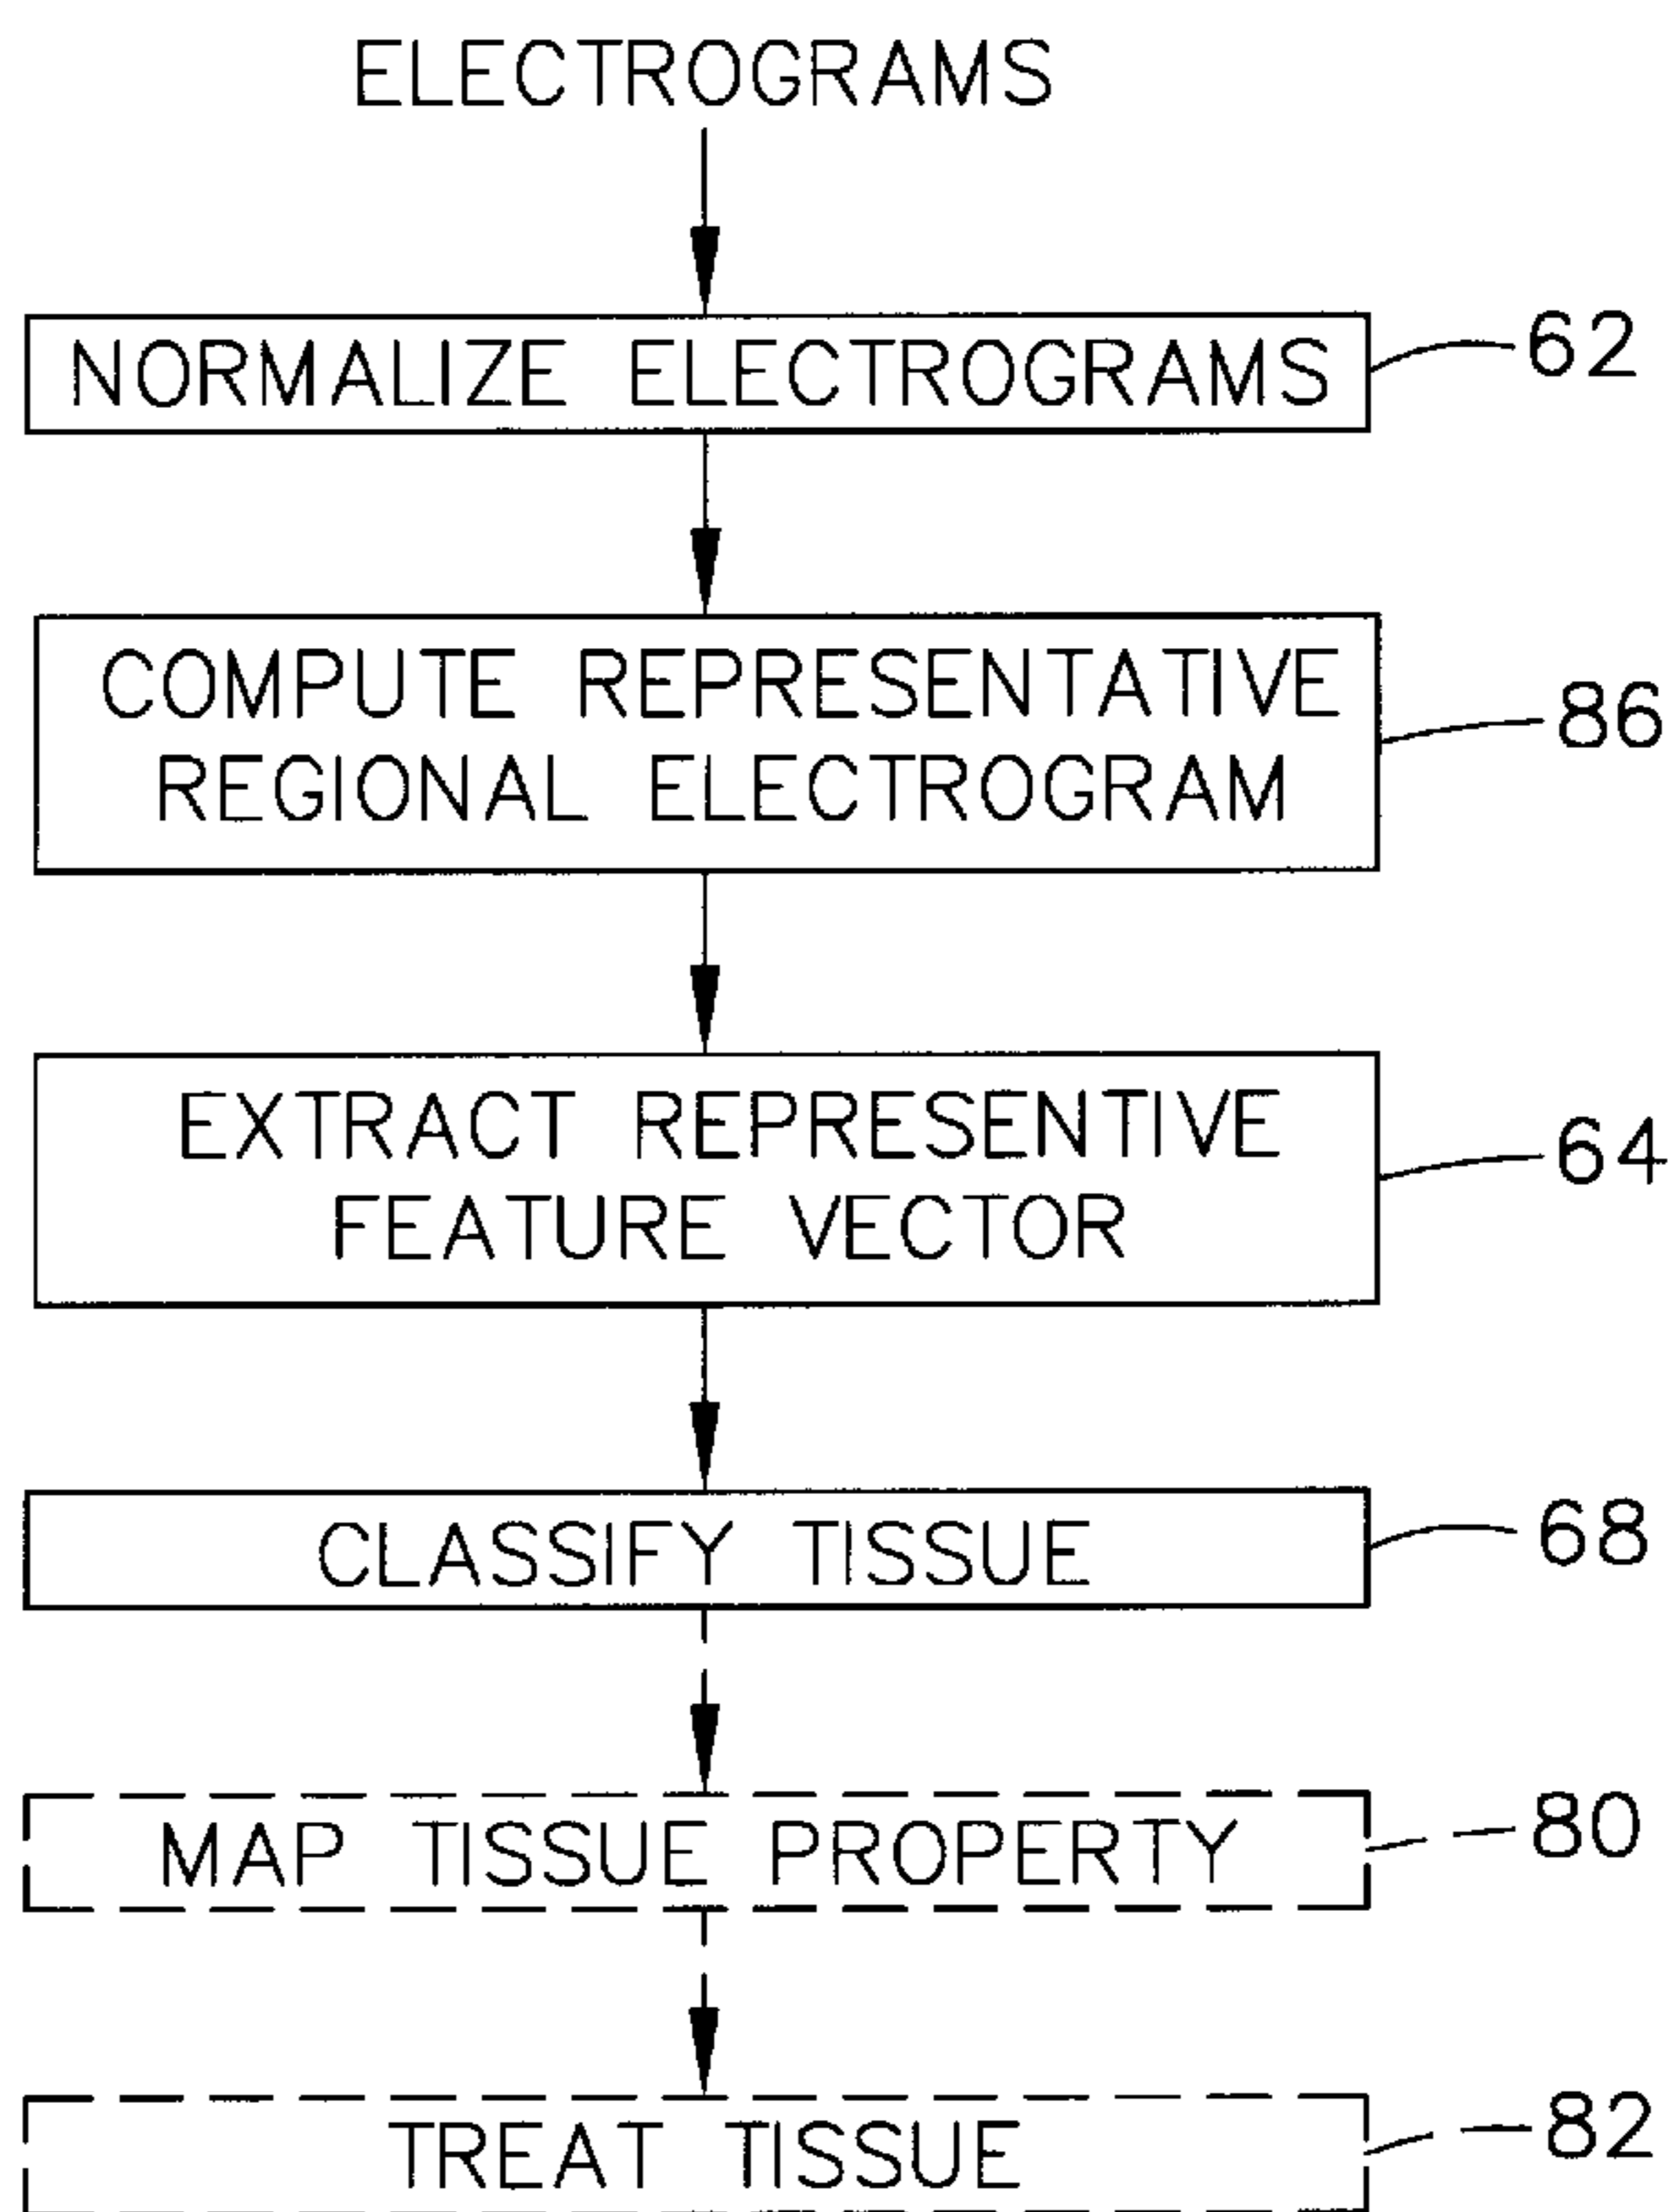 ELECTROGRAMS
NORMALIZE ELECTROGRAMS
62
COMPUTE REPRESENTATIVE
REGIONAL ELECTROGRAM
86
EXTRACT REPRESENTIVE
FEATURE VECTOR
64
CLASSIFY TISSUE
68
MAP TISSUE PROPERTY
80
TREAT TISSUE
82